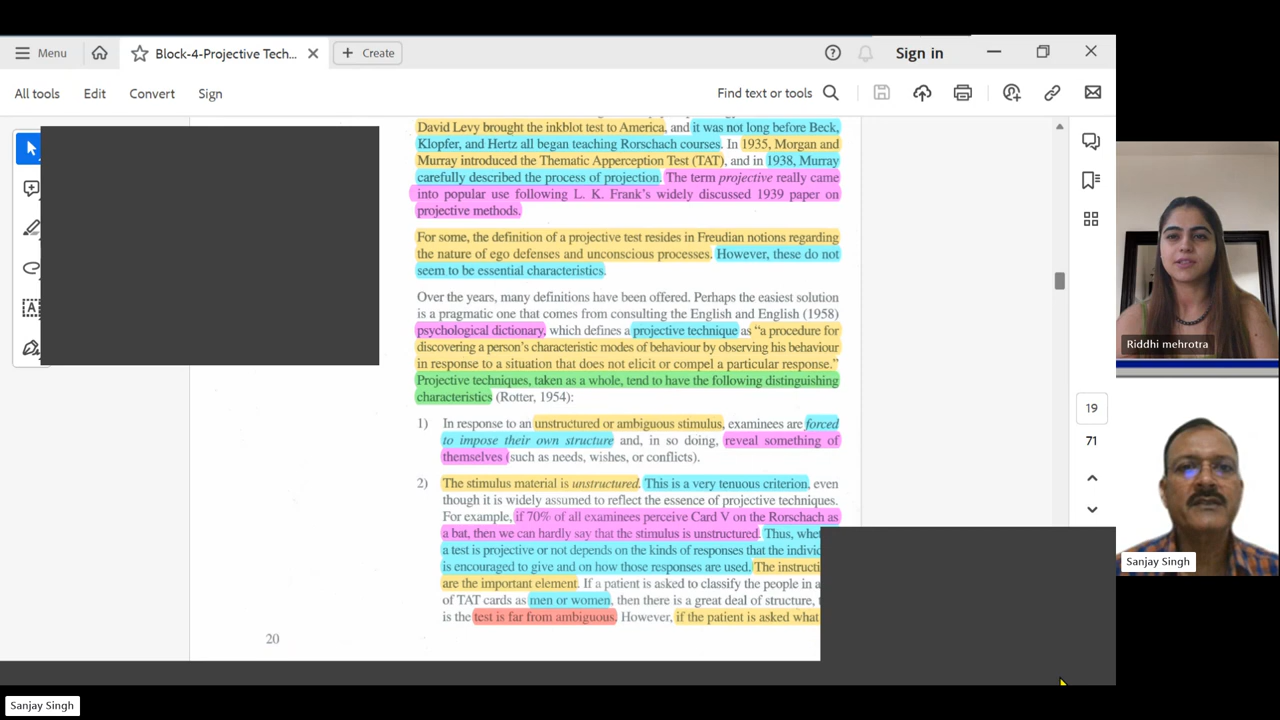 Menu
Block-4-Projective Tech...
Create
Sign in
All tools
Edit
Convert
Sign
Find text or tools
David Levy brought the inkblot test to America, and it was not long before Beck,
Klopfer, and Hertz all began teaching Rorschach courses. In 1935, Morgan and
Murray introduced the Thematic Apperception Test (TAT), and in 1938, Murray
carefully described the process of projection. The term projective really came
into popular use following L. K. Frank's widely discussed 1939 paper on
projective methods.
For some, the definition of a projective test resides in Freudian notions regarding
the nature of ego defenses and unconscious processes. However, these do not
seem to be essential characteristics.
Over the years, many definitions have been offered. Perhaps the easiest solution
is a pragmatic one that comes from consulting the English and English (1958)
psychological dictionary, which defines a projective technique as "a procedure for
discovering a person's characteristic modes of behaviour by observing his behaviour
in response to a situation that does not elicit or compel a particular response."
Projective techniques, taken as a whole, tend to have the following distinguishing
characteristics (Rotter, 1954):
1) In response to an unstructured or ambiguous stimulus, examinees are forced
to impose their own structure and, in so doing, reveal something of
themselves (such as needs, wishes, or conflicts).
2) The stimulus material is unstructured. This is a very tenuous criterion, even
though it is widely assumed to reflect the essence of projective techniques.
For example, if 70% of all examinees perceive Card V on the Rorschach as
a bat, then we can hardly say that the stimulus is unstructured. Thus,
a test is projective or not depends on the kinds of responses that the
is encouraged to give and on how those responses are used. The
are the important element. If a patient is asked to classify the people in a
of TAT cards as men or women, then there is a great deal of structure,
is the test is far from ambiguous. However, if the patient is asked what
20
19
71
Riddhi mehrotra
Sanjay Singh
Sanjay Singh